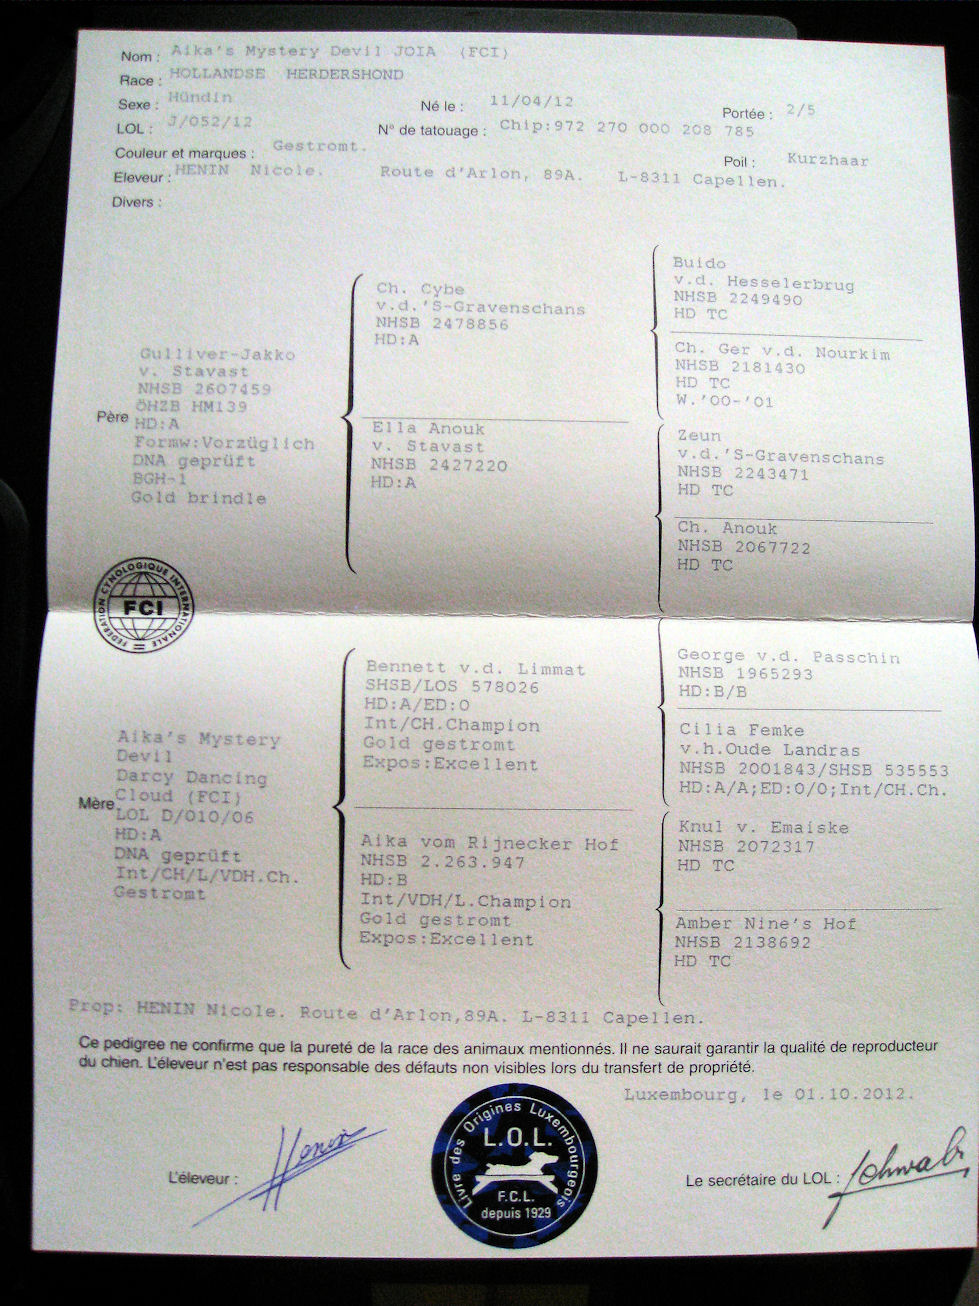 Nom : Aika's Mystery Devil JOIA (FCI)
Race : HOLLANDSE HERDERSHOND
Sexe : Hündin Né le : 11/04/12 Portée : 2/5
LOL : J/052/12 N° de tatouage : Chip:972 270 000 208 785
Couleur et marques : Gestromt. Poil : Kurzhaar
Eleveur : HENIN Nicole. Route d'Arlon, 89A. L-8311 Capellen.
Divers :
Père
Gulliver-Jakko
v. Stavast
NHSB 2607459
ÖHZB HM139
HD:A
Formw:Vorzüglich
DNA geprüft
BGH-1
Gold brindle
Ch. Cybe
v.d.'S-Gravenschans
NHSB 2478856
HD:A
Ella Anouk
v. Stavast
NHSB 2427220
HD:A
Buido
v.d. Hesselerbrug
NHSB 2249490
HD TC
Ch. Ger v.d. Nourkim
NHSB 2181430
HD TC
W.'00-'01
Zeun
v.d.'S-Gravenschans
NHSB 2243471
HD TC
Ch. Anouk
NHSB 2067722
HD TC
FEDERATION CYNOLOGIQUE INTERNATIONALE
FCI
Mère
Aika's Mystery
Devil
Darcy Dancing
Cloud (FCI)
LOL D/010/06
HD:A
DNA geprüft
Int/CH/L/VDH.Ch.
Gestromt
Bennett v.d. Limmat
SHSB/LOS 578026
HD:A/ED:O
Int/CH.Champion
Gold gestromt
Expos:Excellent
Aika vom Rijnecker Hof
NHSB 2.263.947
HD:B
Int/VDH/L.Champion
Gold gestromt
Expos:Excellent
George v.d. Passchin
NHSB 1965293
HD:B/B
Cilia Femke
v.h.Oude Landras
NHSB 2001843/SHSB 535553
HD:A/A;ED:O/O;Int/CH.Ch.
Knul v. Emaiske
NHSB 2072317
HD TC
Amber Nine's Hof
NHSB 2138692
HD TC
Prop: HENIN Nicole. Route d'Arlon,89A. L-8311 Capellen.
Ce pedigree ne confirme que la pureté de la race des animaux mentionnés. Il ne saurait garantir la qualité de reproducteur
du chien. L'éleveur n'est pas responsable des défauts non visibles lors du transfert de propriété.
Luxembourg, le 01.10.2012.
L'éleveur : Henin
Livre des Origines Luxembourgeois
L.O.L.
F.C.L.
depuis 1929
Le secrétaire du LOL : Schwab